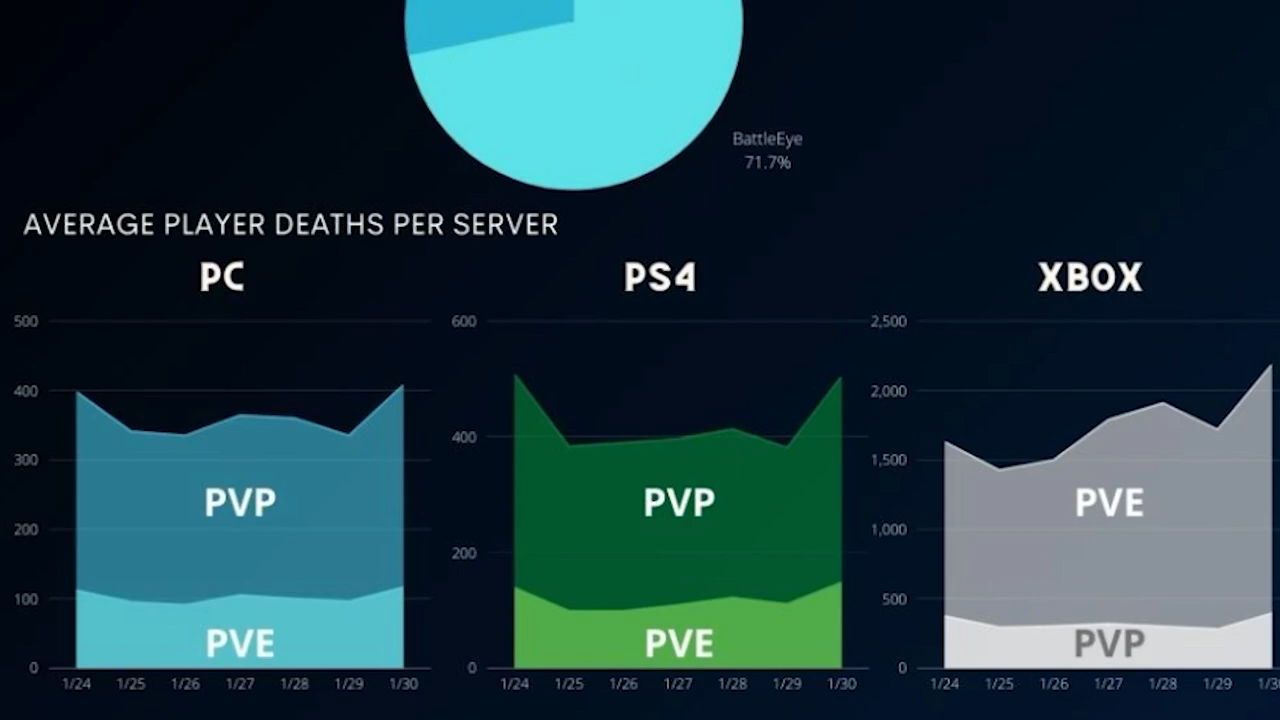 BattleEye
71.7%
AVERAGE PLAYER DEATHS PER SERVER
PC
500
400
300
200
100
0
PVP
PVE
1/24 1/25 1/26 1/27 1/28 1/29 1/30
PS4
600
400
200
0
PVP
PVE
1/24 1/25 1/26 1/27 1/28 1/29 1/30
XBOX
2,500
2,000
1,500
1,000
500
0
PVE
PVP
1/24 1/25 1/26 1/27 1/28 1/29 1/3